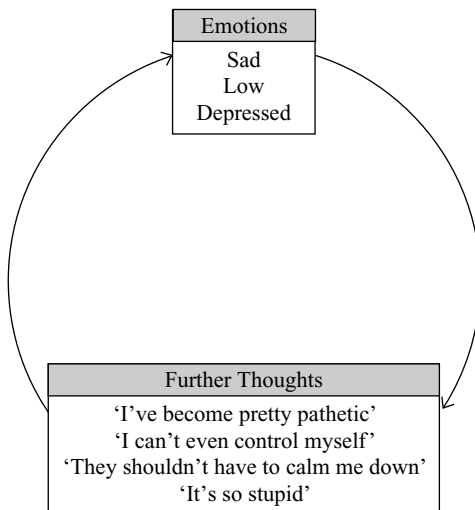 Emotions
Sad
Low
Depressed
Further Thoughts
‘I’ve become pretty pathetic’
‘I can’t even control myself’
‘They shouldn’t have to calm me down’
‘It’s so stupid’